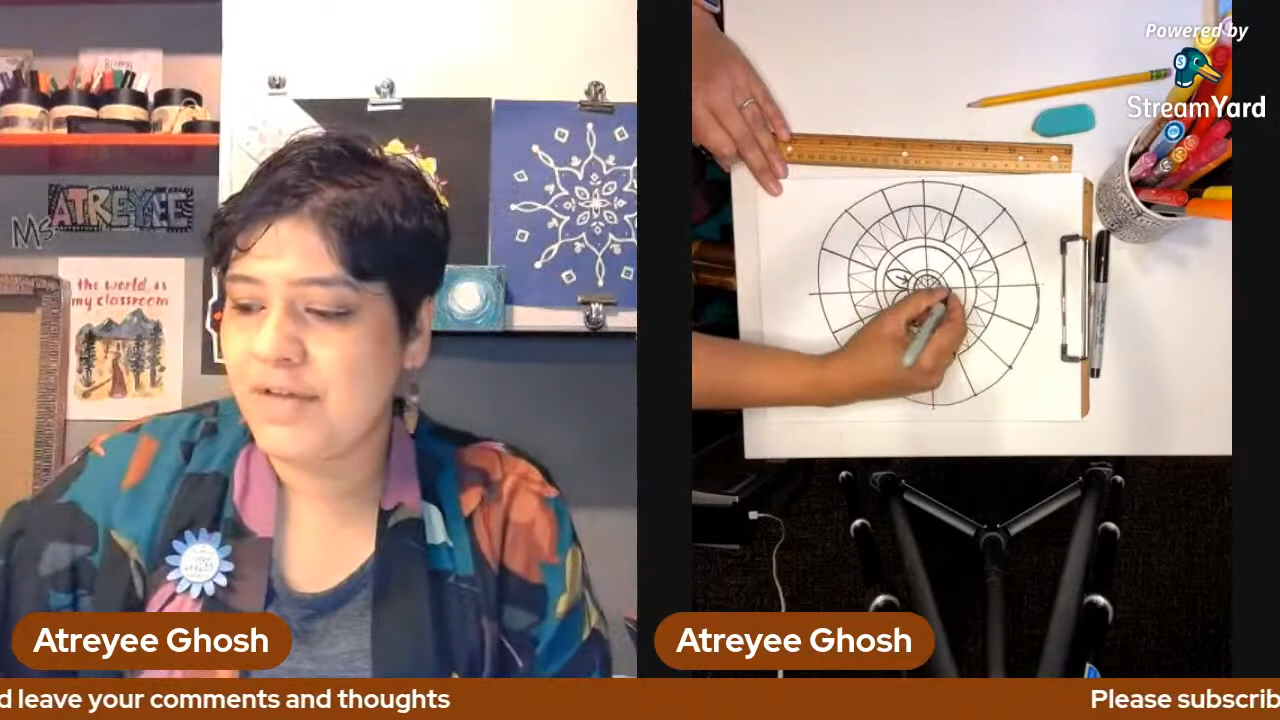 Powered by
StreamYard
Ms
ATREYEE
the world is
my classroom
Atreyee Ghosh
Atreyee Ghosh
d leave your comments and thoughts
Please subscrib